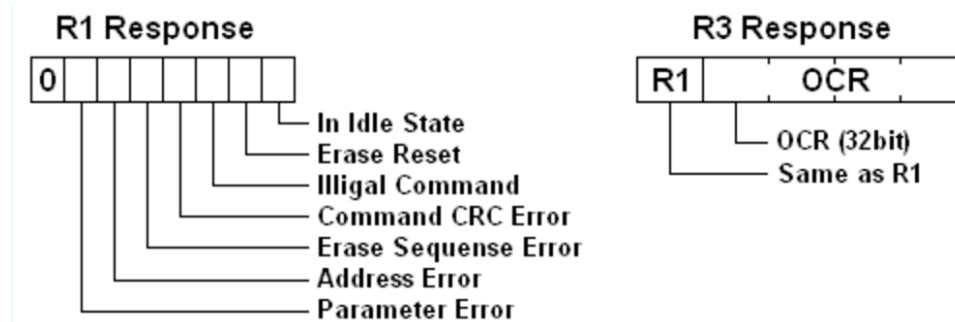 R1 Response
0
In Idle State
Erase Reset
Illigal Command
Command CRC Error
Erase Sequense Error
Address Error
Parameter Error
R3 Response
R1 OCR
OCR (32bit)
Same as R1